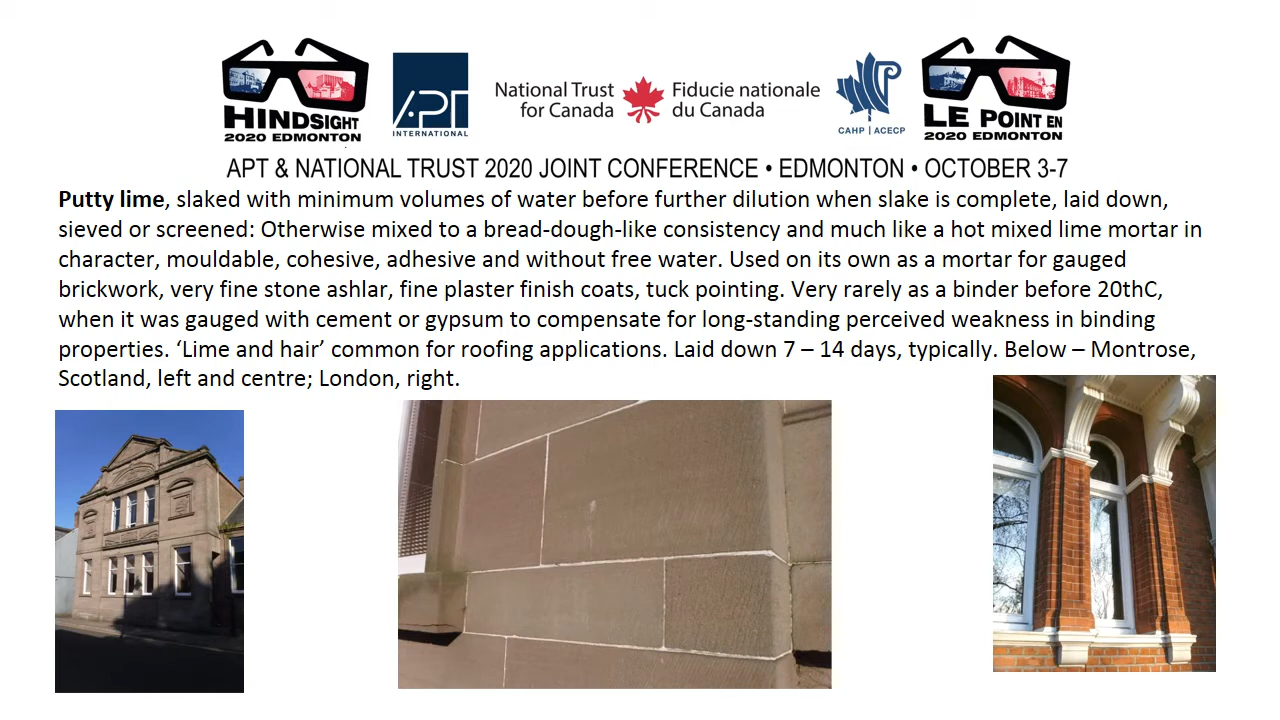 HINDSIGHT
2020 EDMONTON
APT
INTERNATIONAL
National Trust
for Canada
Fiducie nationale
du Canada
CAHP | ACECP
LE POINT EN
2020 EDMONTON
APT & NATIONAL TRUST 2020 JOINT CONFERENCE • EDMONTON • OCTOBER 3-7
Putty lime, slaked with minimum volumes of water before further dilution when slake is complete, laid down,
sieved or screened: Otherwise mixed to a bread-dough-like consistency and much like a hot mixed lime mortar in
character, mouldable, cohesive, adhesive and without free water. Used on its own as a mortar for gauged
brickwork, very fine stone ashlar, fine plaster finish coats, tuck pointing. Very rarely as a binder before 20thC,
when it was gauged with cement or gypsum to compensate for long-standing perceived weakness in binding
properties. ‘Lime and hair’ common for roofing applications. Laid down 7 – 14 days, typically. Below – Montrose,
Scotland, left and centre; London, right.